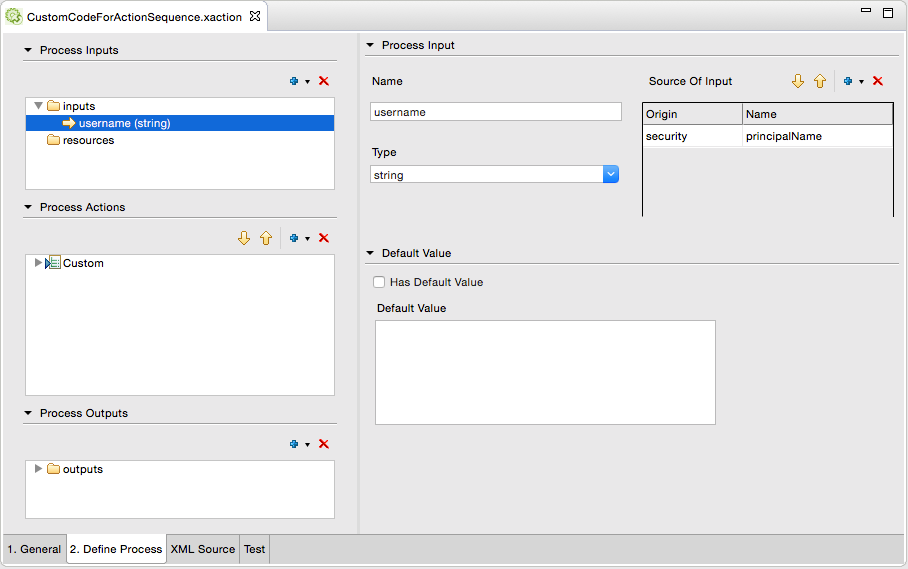 CustomCodeForActionSequence.xaction
Process Inputs
inputs
username (string)
resources
Process Actions
Custom
Process Outputs
outputs
Process Input
Name
username
Type
string
Source Of Input
Origin Name
security principalName
Default Value
Has Default Value
Default Value
1. General 2. Define Process XML Source Test